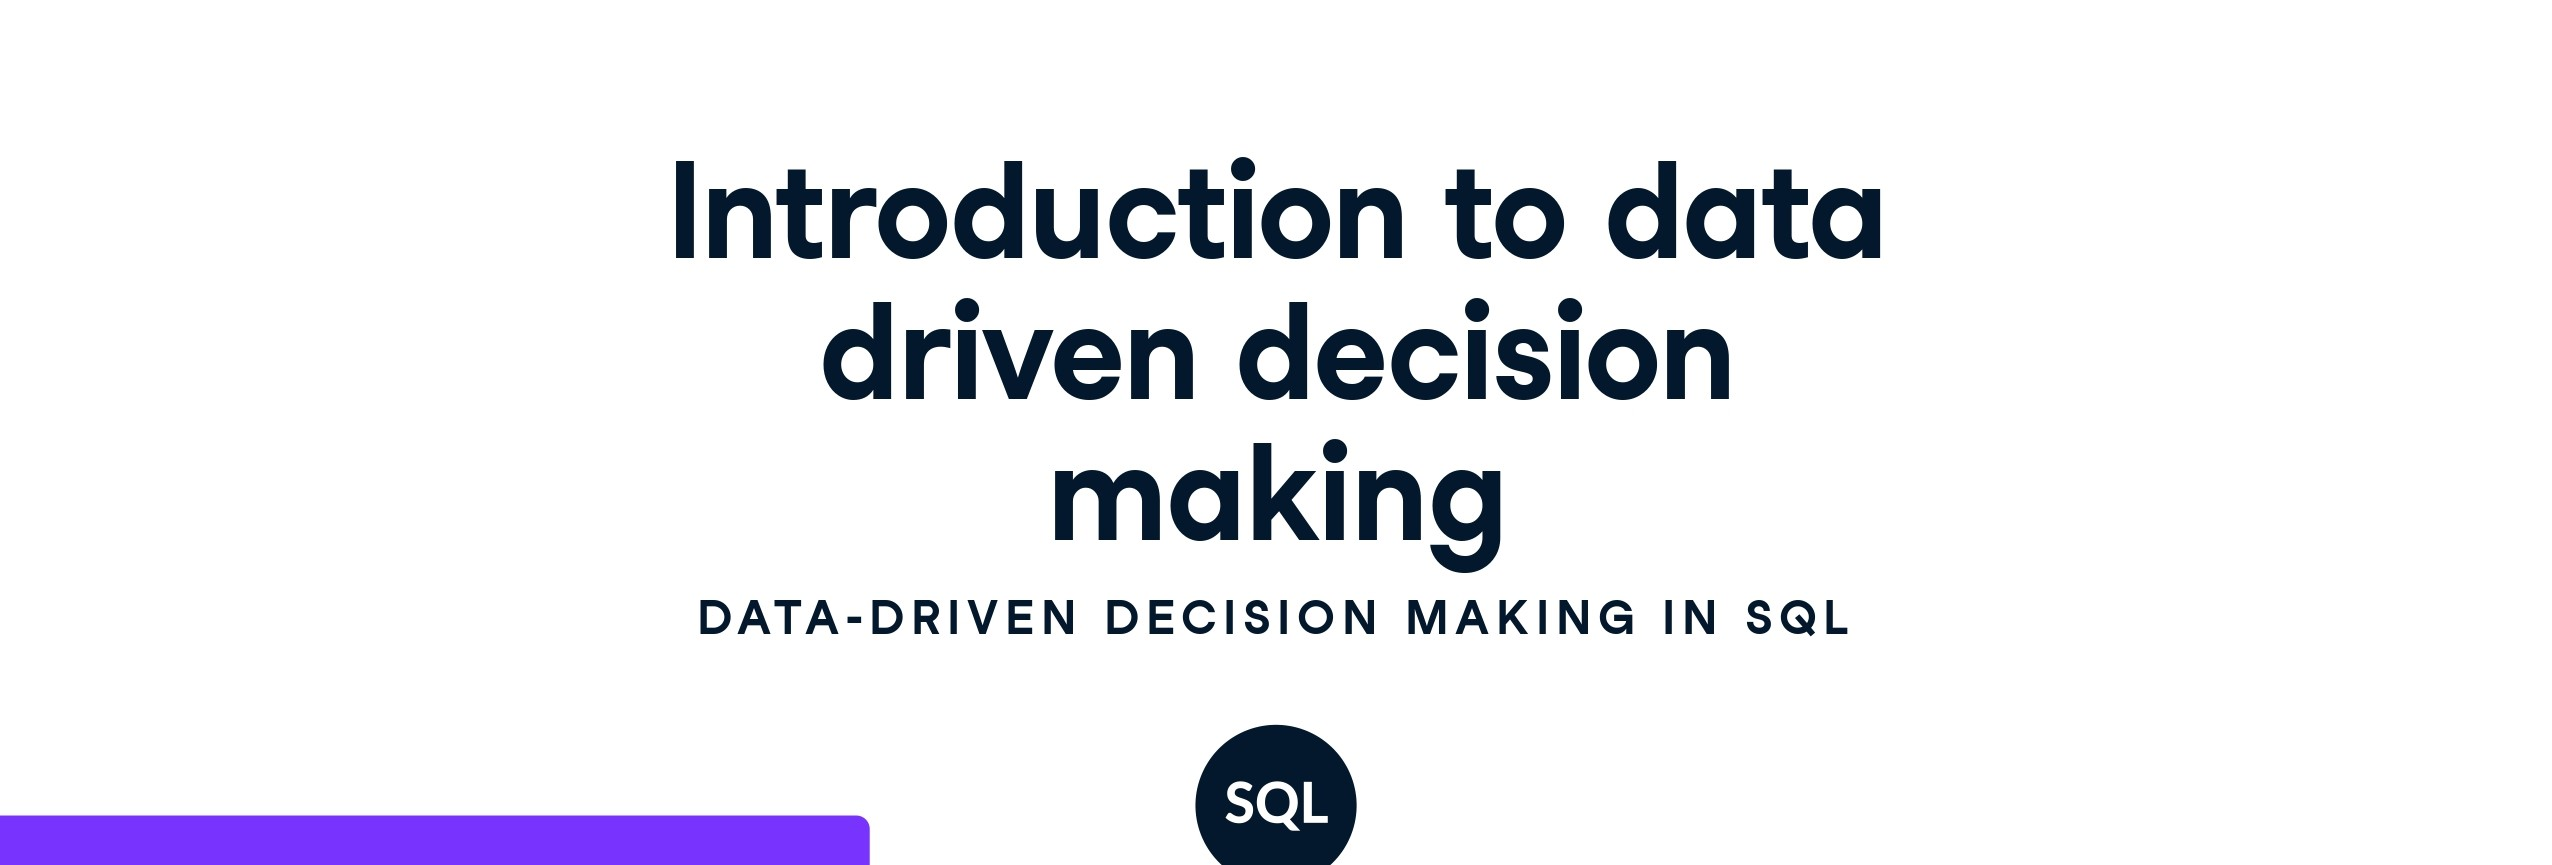 Introduction to data
driven decision
making
DATA-DRIVEN DECISION MAKING IN SQL
SQL